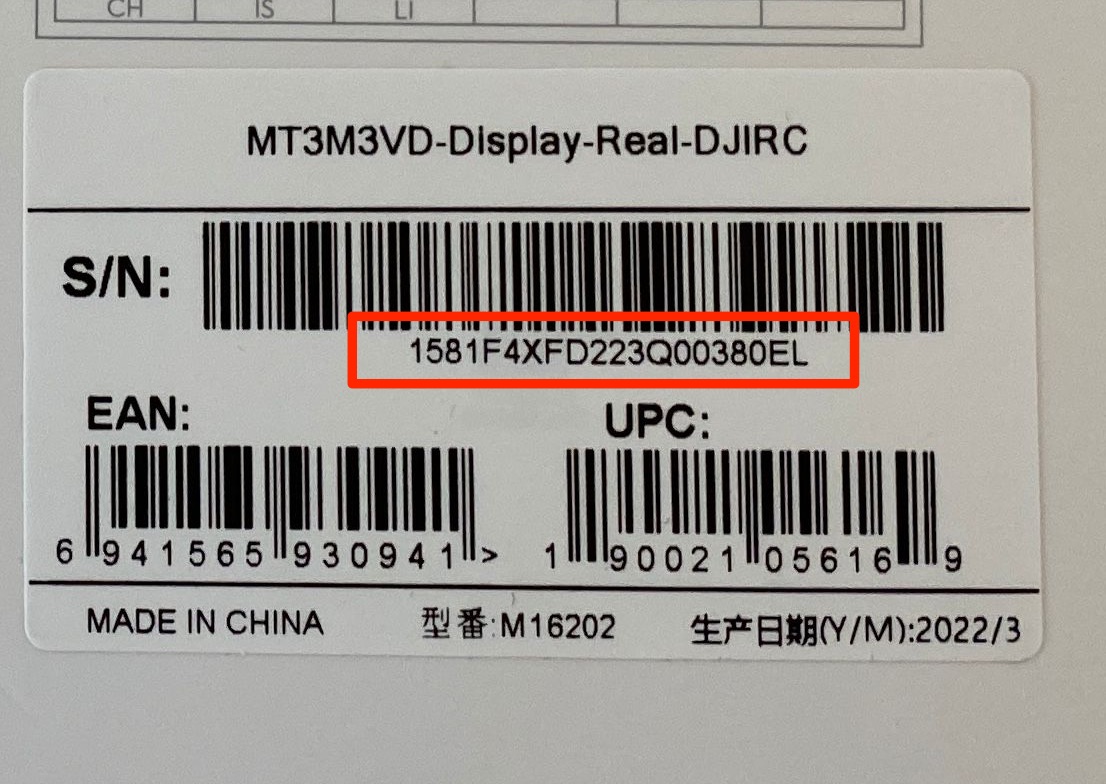 CH IS LI
MT3M3VD-DIsplay-Real-DJIRC
S/N:
1581F4XFD223Q00380EL
EAN:
UPC:
6 941565 930941 >
1 90021 05616 9
MADE IN CHINA 型番:M16202 生产日期(Y/M):2022/3